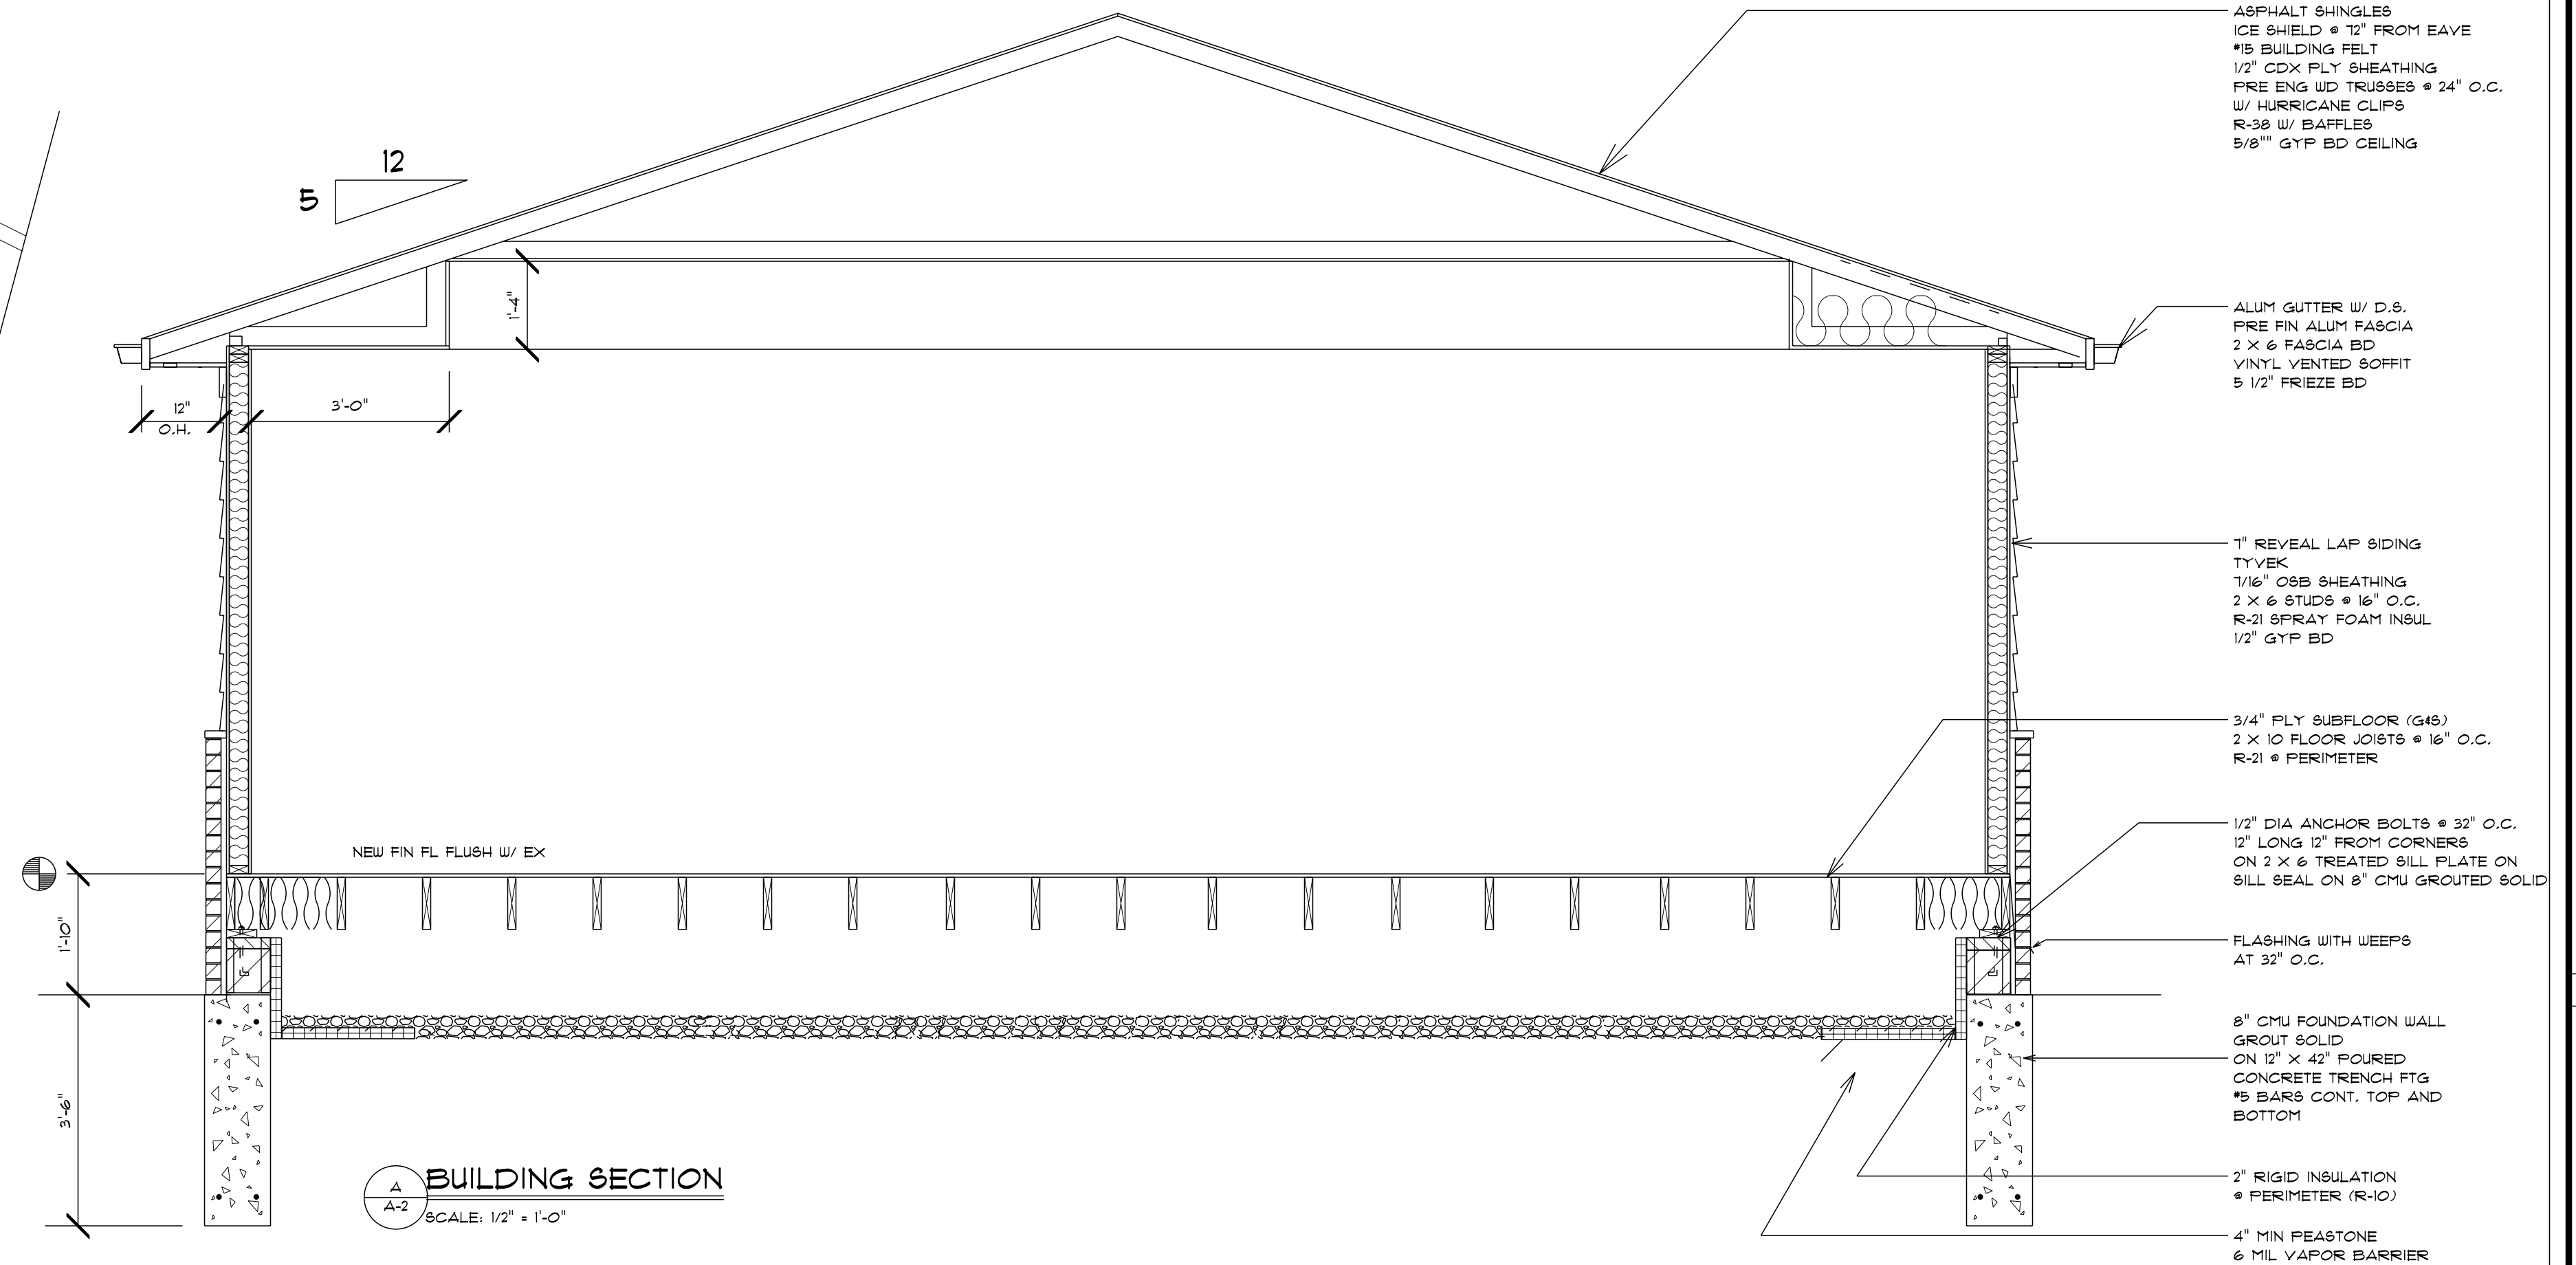 ASPHALT SHINGLES
ICE SHIELD @ 72" FROM EAVE
#15 BUILDING FELT
1/2" CDX PLY SHEATHING
PRE ENG WD TRUSSES @ 24" O.C.
W/ HURRICANE CLIPS
R-38 W/ BAFFLES
5/8"" GYP BD CEILING
12
5
1'-4"
ALUM GUTTER W/ D.S.
PRE FIN ALUM FASCIA
2 X 6 FASCIA BD
VINYL VENTED SOFFIT
5 1/2" FRIEZE BD
12"
O.H.
3'-0"
7" REVEAL LAP SIDING
TYVEK
7/16" OSB SHEATHING
2 X 6 STUDS @ 16" O.C.
R-21 SPRAY FOAM INSUL
1/2" GYP BD
3/4" PLY SUBFLOOR (G&S)
2 X 10 FLOOR JOISTS @ 16" O.C.
R-21 @ PERIMETER
NEW FIN FL FLUSH W/ EX
1/2" DIA ANCHOR BOLTS @ 32" O.C.
12" LONG 12" FROM CORNERS
ON 2 X 6 TREATED SILL PLATE ON
SILL SEAL ON 8" CMU GROUTED SOLID
1'-10"
FLASHING WITH WEEPS
AT 32" O.C.
8" CMU FOUNDATION WALL
GROUT SOLID
ON 12" X 42" POURED
CONCRETE TRENCH FTG
#5 BARS CONT. TOP AND
BOTTOM
3'-6"
2" RIGID INSULATION
@ PERIMETER (R-10)
4" MIN PEASTONE
6 MIL VAPOR BARRIER
A
A-2
BUILDING SECTION
SCALE: 1/2" = 1'-0"